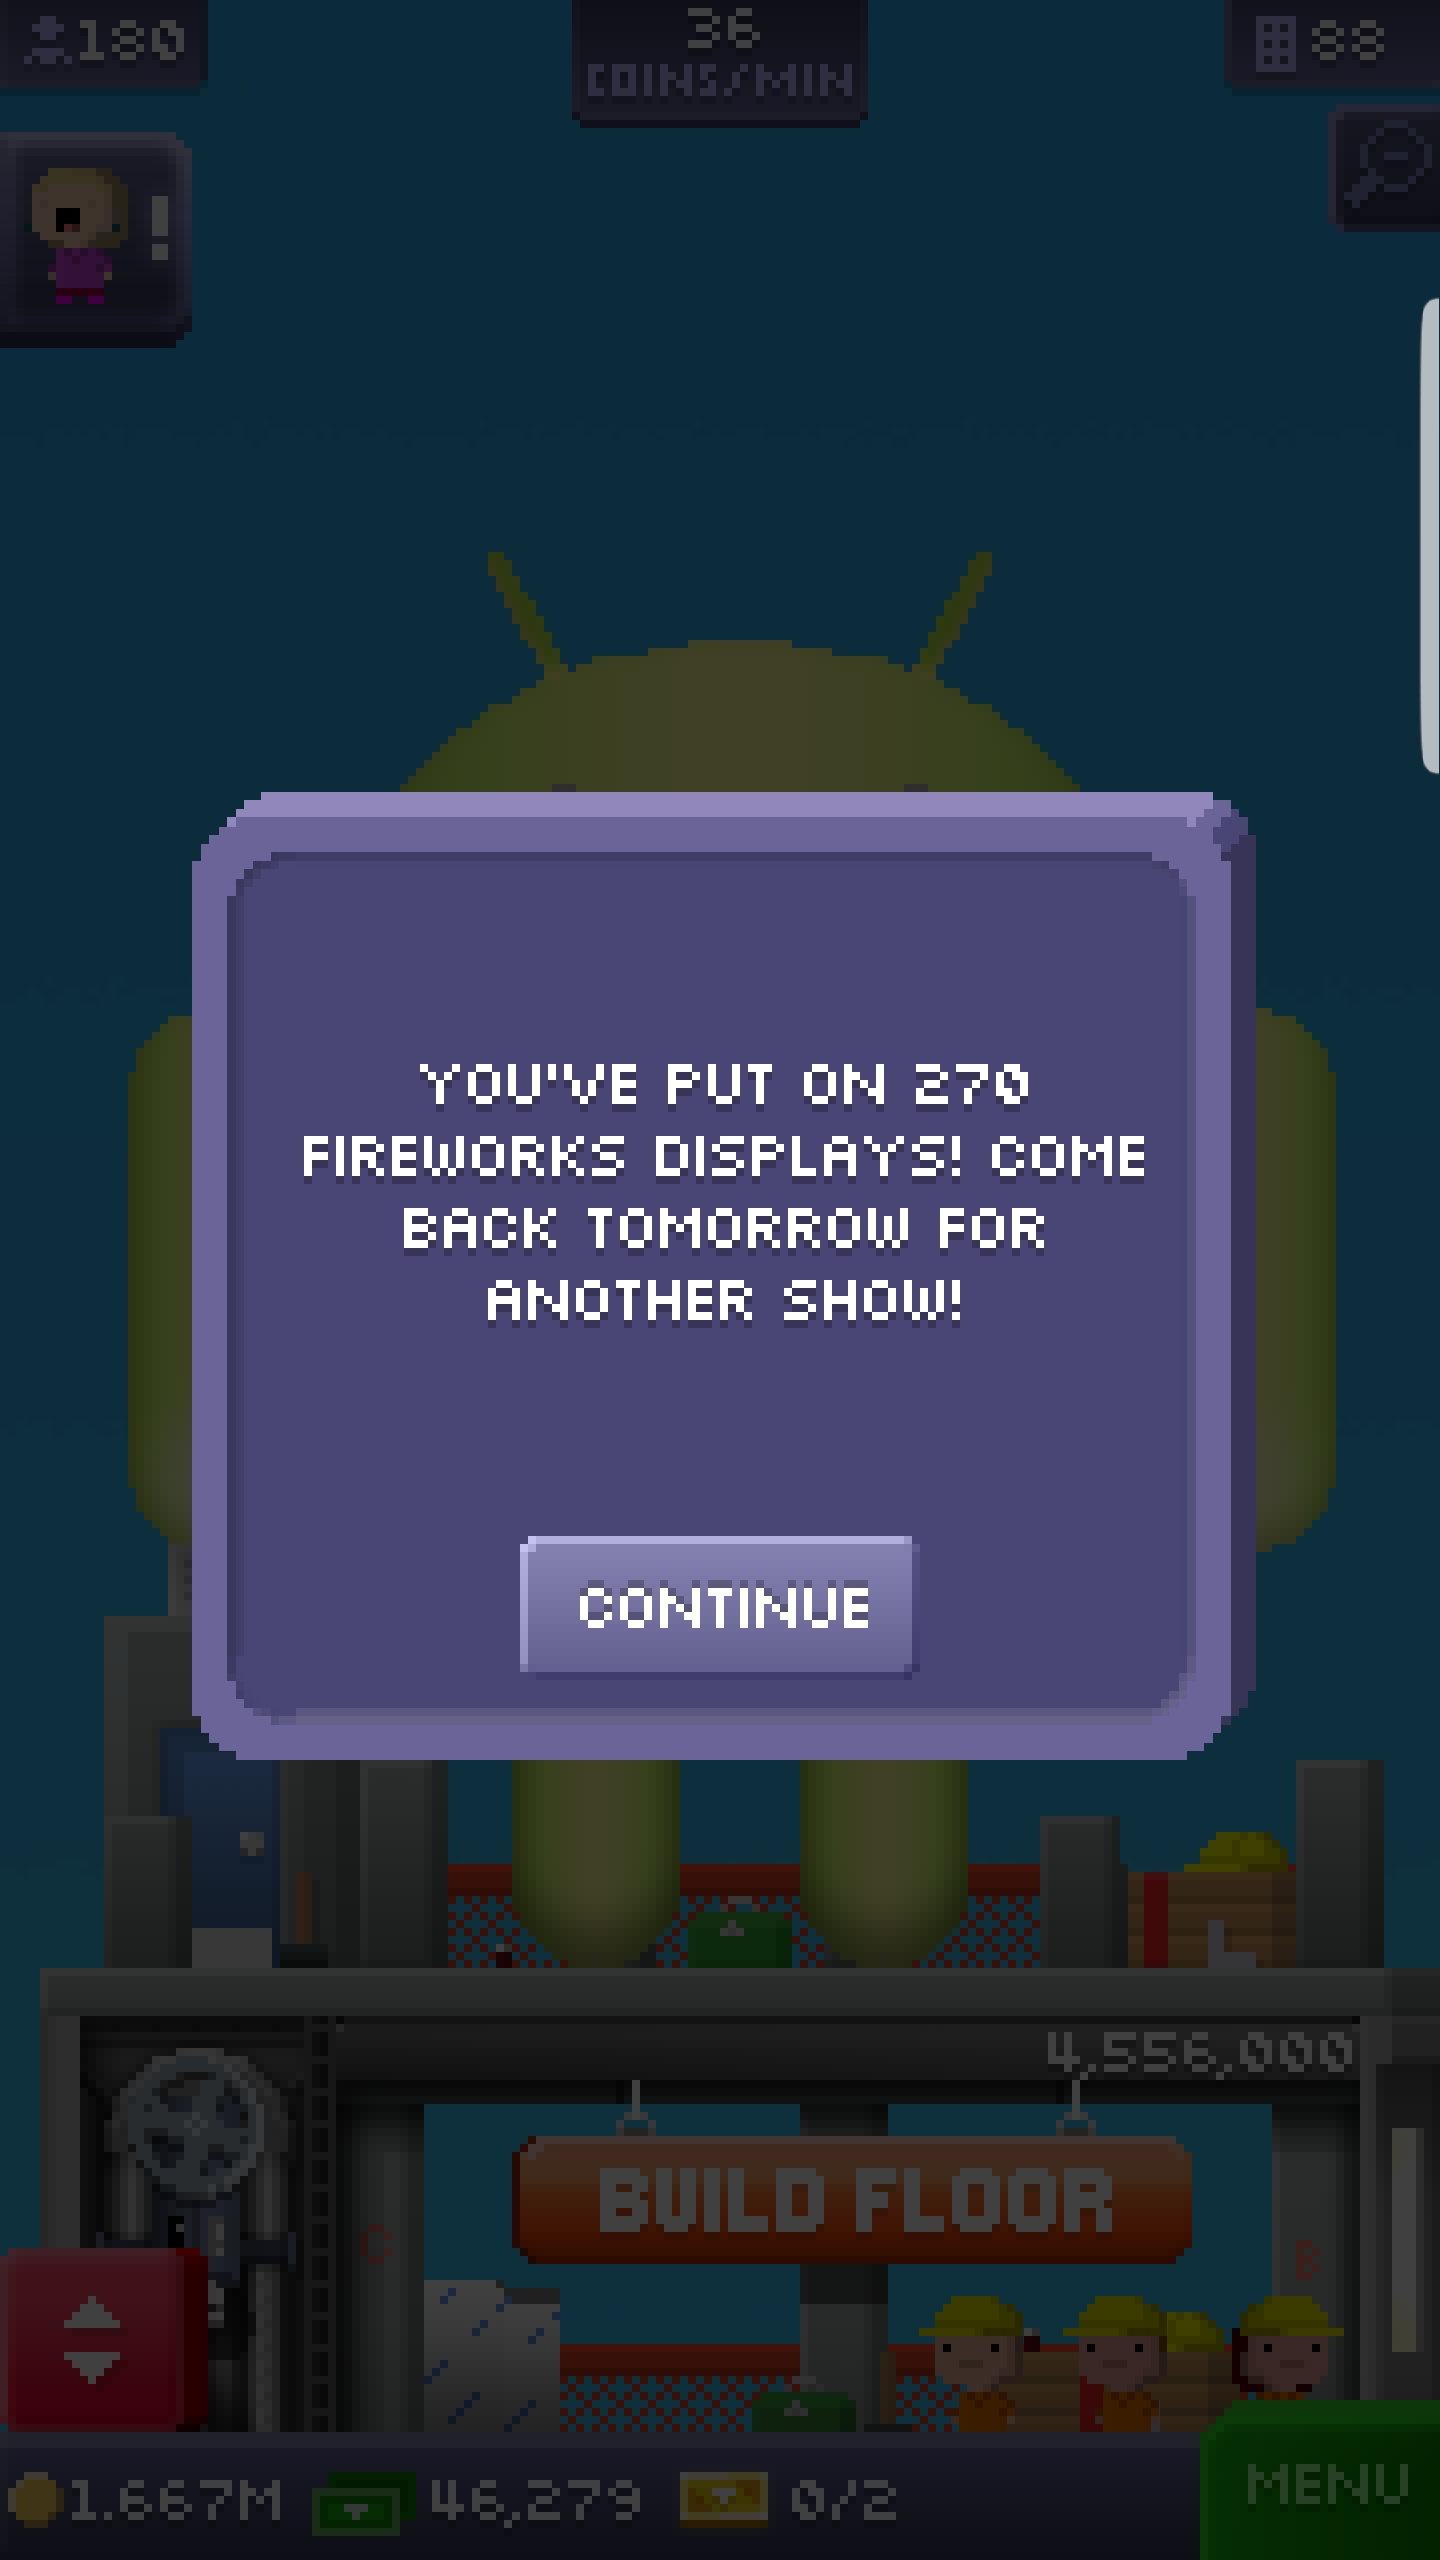 180
36
COINS/MIN
88
!
YOU'VE PUT ON 270
FIREWORKS DISPLAYS! COME
BACK TOMORROW FOR
ANOTHER SHOW!
CONTINUE
4,556,000
BUILD FLOOR
C
B
1.667M
46,279
0/2
MENU